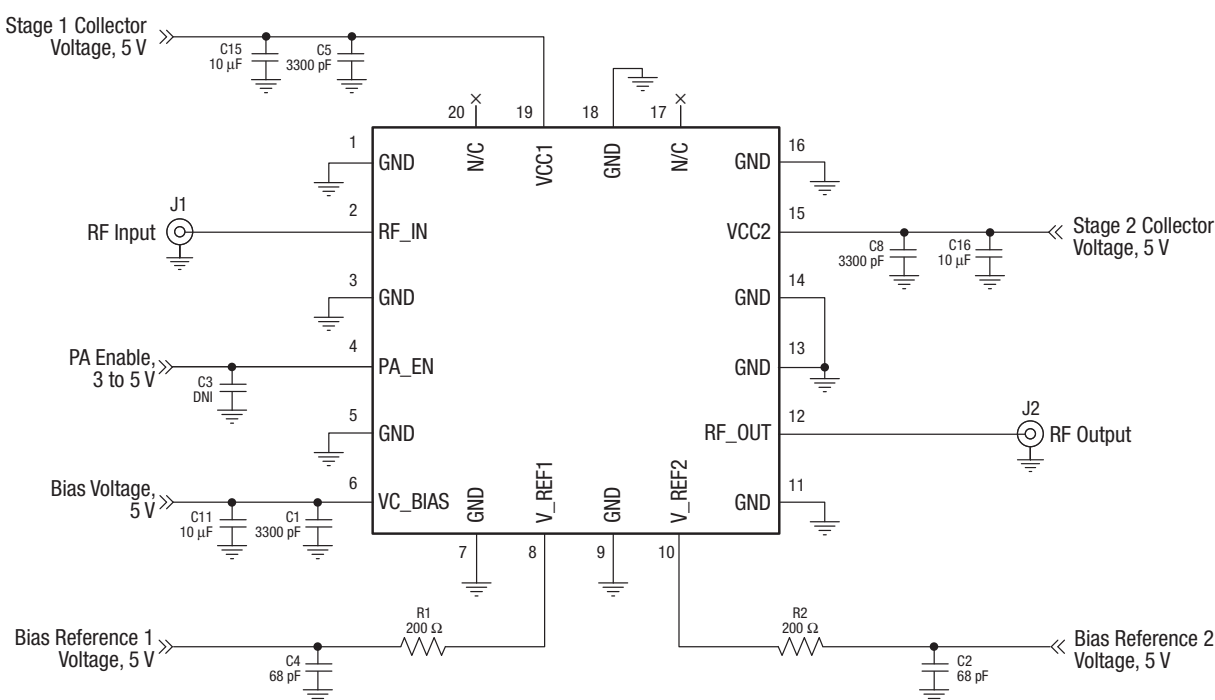 Stage 1 Collector
Voltage, 5 V
C15
10 µF
C5
3300 pF
20
19
18
17
N/C
VCC1
GND
N/C
1
GND
16
GND
J1
RF Input
2
RF_IN
15
VCC2
C8
3300 pF
C16
10 µF
Stage 2 Collector
Voltage, 5 V
3
GND
14
GND
PA Enable,
3 to 5 V
C3
DNI
4
PA_EN
13
GND
5
GND
12
RF_OUT
J2
RF Output
Bias Voltage,
5 V
C11
10 µF
C1
3300 pF
6
VC_BIAS
GND
V_REF1
GND
V_REF2
11
GND
7
8
9
10
Bias Reference 1
Voltage, 5 V
C4
68 pF
R1
200 Ω
R2
200 Ω
C2
68 pF
Bias Reference 2
Voltage, 5 V